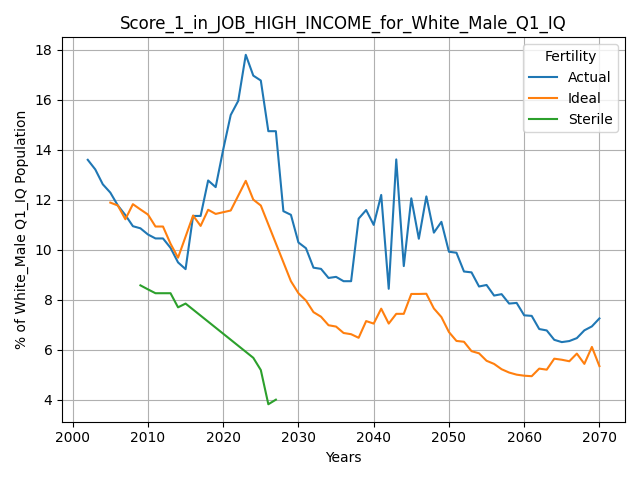 Score_1_in_JOB_HIGH_INCOME_for_White_Male_Q1_IQ
Fertility
Actual
Ideal
Sterile
% of White_Male Q1_IQ Population
18
16
14
12
10
8
6
4
2000 2010 2020 2030 2040 2050 2060 2070
Years